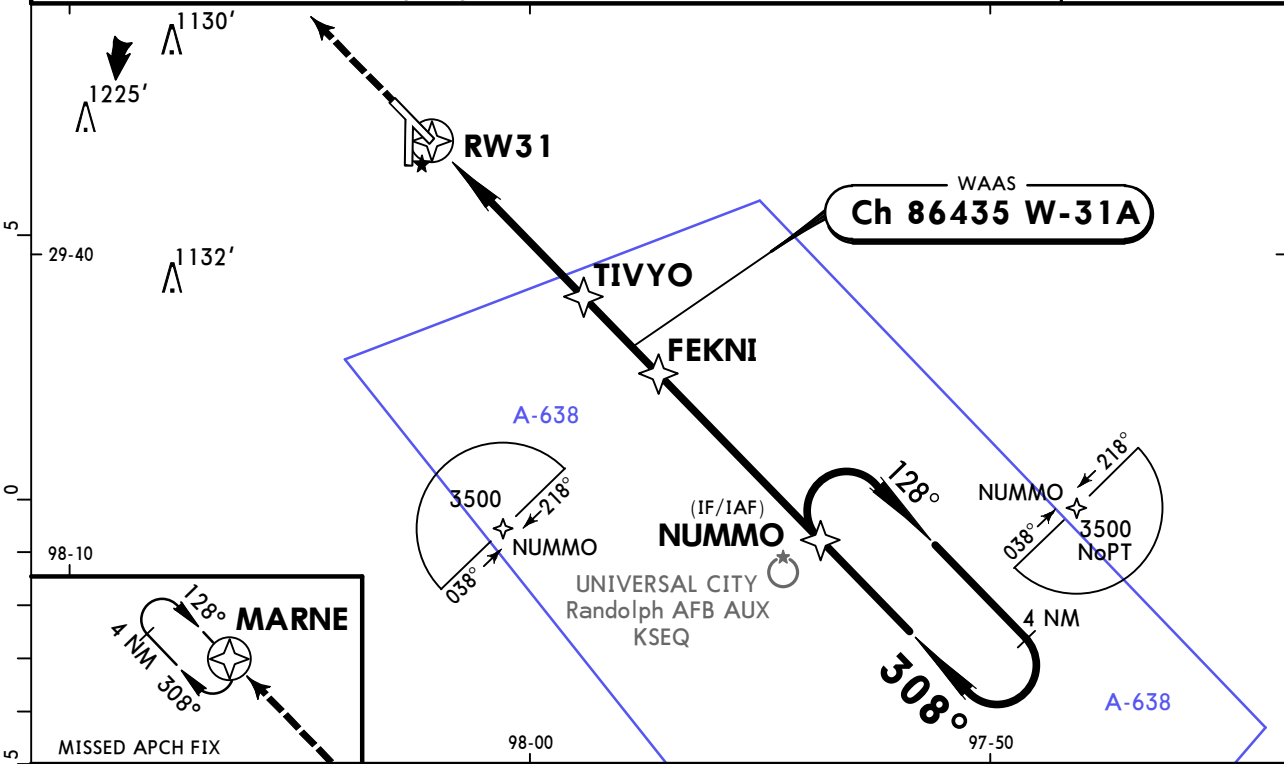 1130'
1225'
RW31
WAAS
Ch 86435 W-31A
5
29-40
1132'
TIVYO
FEKNI
A-638
3500
218°
NUMMO
038°
0
98-10
(IF/IAF)
NUMMO
128°
UNIVERSAL CITY
Randolph AFB AUX
KSEQ
218°
NUMMO
038°
3500
NoPT
4 NM
308°
A-638
128°
MARNE
4 NM
308°
MISSED APCH FIX
5
98-00
97-50